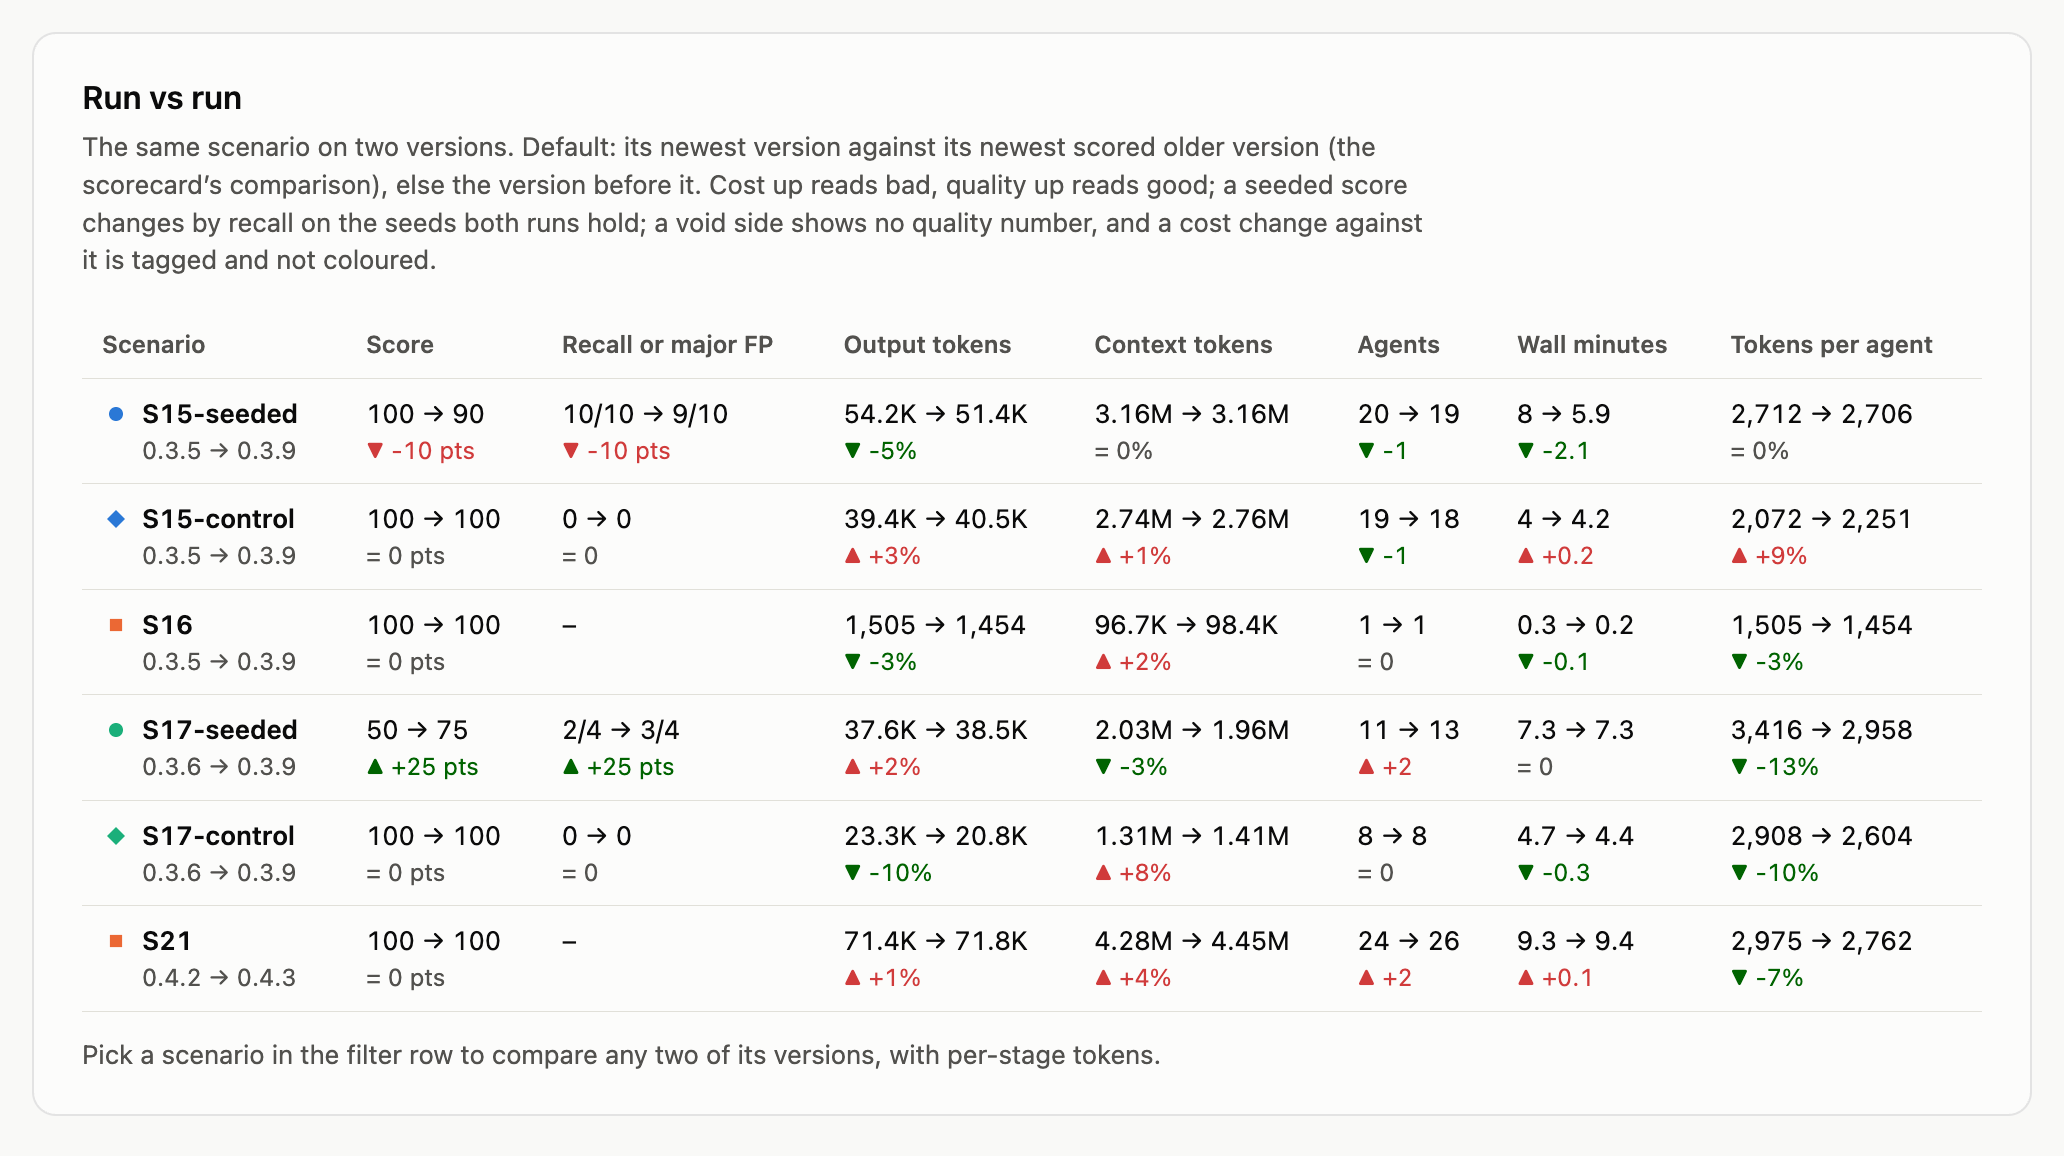 Run vs run
The same scenario on two versions. Default: its newest version against its newest scored older version (the
scorecard’s comparison), else the version before it. Cost up reads bad, quality up reads good; a seeded score
changes by recall on the seeds both runs hold; a void side shows no quality number, and a cost change against
it is tagged and not coloured.
Scenario Score Recall or major FP Output tokens Context tokens Agents Wall minutes Tokens per agent
S15-seeded 100 → 90 10/10 → 9/10 54.2K → 51.4K 3.16M → 3.16M 20 → 19 8 → 5.9 2,712 → 2,706
0.3.5 → 0.3.9 ▼ -10 pts ▼ -10 pts ▼ -5% = 0% ▼ -1 ▼ -2.1 = 0%
S15-control 100 → 100 0 → 0 39.4K → 40.5K 2.74M → 2.76M 19 → 18 4 → 4.2 2,072 → 2,251
0.3.5 → 0.3.9 = 0 pts = 0 ▲ +3% ▲ +1% ▼ -1 ▲ +0.2 ▲ +9%
S16 100 → 100 – 1,505 → 1,454 96.7K → 98.4K 1 → 1 0.3 → 0.2 1,505 → 1,454
0.3.5 → 0.3.9 = 0 pts ▼ -3% ▲ +2% = 0 ▼ -0.1 ▼ -3%
S17-seeded 50 → 75 2/4 → 3/4 37.6K → 38.5K 2.03M → 1.96M 11 → 13 7.3 → 7.3 3,416 → 2,958
0.3.6 → 0.3.9 ▲ +25 pts ▲ +25 pts ▲ +2% ▼ -3% ▲ +2 = 0 ▼ -13%
S17-control 100 → 100 0 → 0 23.3K → 20.8K 1.31M → 1.41M 8 → 8 4.7 → 4.4 2,908 → 2,604
0.3.6 → 0.3.9 = 0 pts = 0 ▼ -10% ▲ +8% = 0 ▼ -0.3 ▼ -10%
S21 100 → 100 – 71.4K → 71.8K 4.28M → 4.45M 24 → 26 9.3 → 9.4 2,975 → 2,762
0.4.2 → 0.4.3 = 0 pts ▲ +1% ▲ +4% ▲ +2 ▲ +0.1 ▼ -7%
Pick a scenario in the filter row to compare any two of its versions, with per-stage tokens.